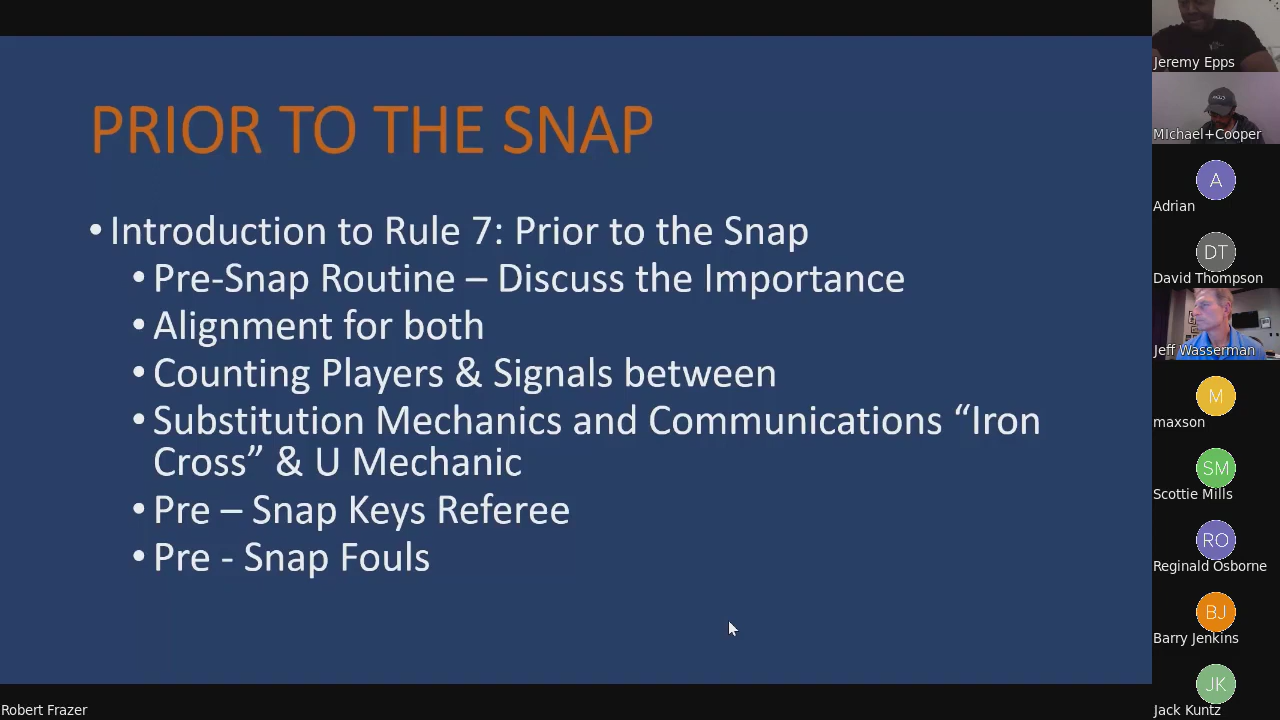 PRIOR TO THE SNAP
• Introduction to Rule 7: Prior to the Snap
• Pre-Snap Routine – Discuss the Importance
• Alignment for both
• Counting Players & Signals between
• Substitution Mechanics and Communications “Iron
Cross” & U Mechanic
• Pre – Snap Keys Referee
• Pre - Snap Fouls
Robert Frazer
Jeremy Epps
MIchael+Cooper
A
Adrian
DT
David Thompson
Jeff Wasserman
M
maxson
SM
Scottie Mills
RO
Reginald Osborne
BJ
Barry Jenkins
JK
Jack Kuntz